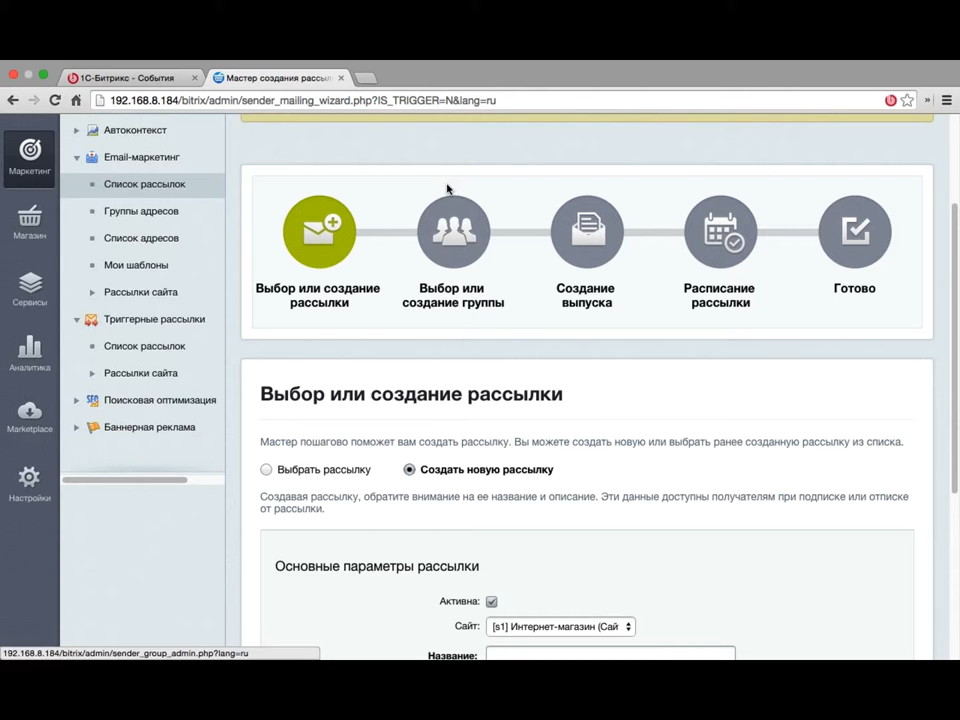 1С-Битрикс - События
Мастер создания рассыл
192.168.8.184/bitrix/admin/sender_mailing_wizard.php?IS_TRIGGER=N&lang=ru
Маркетинг
Магазин
Сервисы
Аналитика
Marketplace
Настройки
Автоконтекст
Email-маркетинг
Список рассылок
Группы адресов
Список адресов
Мои шаблоны
Рассылки сайта
Триггерные рассылки
Список рассылок
Рассылки сайта
SEO Поисковая оптимизация
Баннерная реклама
Выбор или создание
рассылки
Выбор или
создание группы
Создание
выпуска
Расписание
рассылки
Готово
Выбор или создание рассылки
Мастер пошагово поможет вам создать рассылку. Вы можете создать новую или выбрать ранее созданную рассылку из списка.
Выбрать рассылку
Создать новую рассылку
Создавая рассылку, обратите внимание на ее название и описание. Эти данные доступны получателям при подписке или отписке
от рассылки.
Основные параметры рассылки
Активна:
Сайт: [s1] Интернет-магазин (Сай
Название:
192.168.8.184/bitrix/admin/sender_group_admin.php?lang=ru